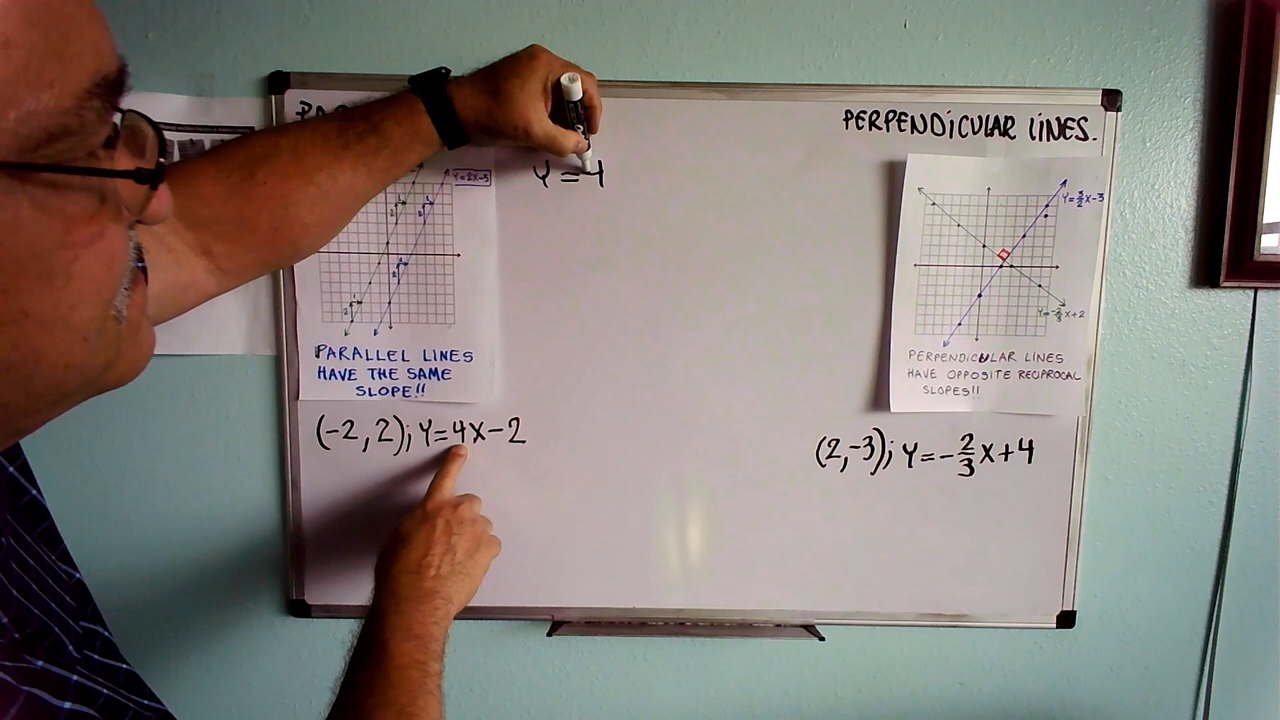 PERPENDICULAR LINES.
Y=4
Y=2X-3
PARALLEL LINES
HAVE THE SAME
SLOPE!!
(-2,2); Y=4X-2
Y=3/2X-3
Y=-2/3X+2
PERPENDICULAR LINES
HAVE OPPOSITE RECIPROCAL
SLOPES!!
(2,-3); Y=-2/3X+4